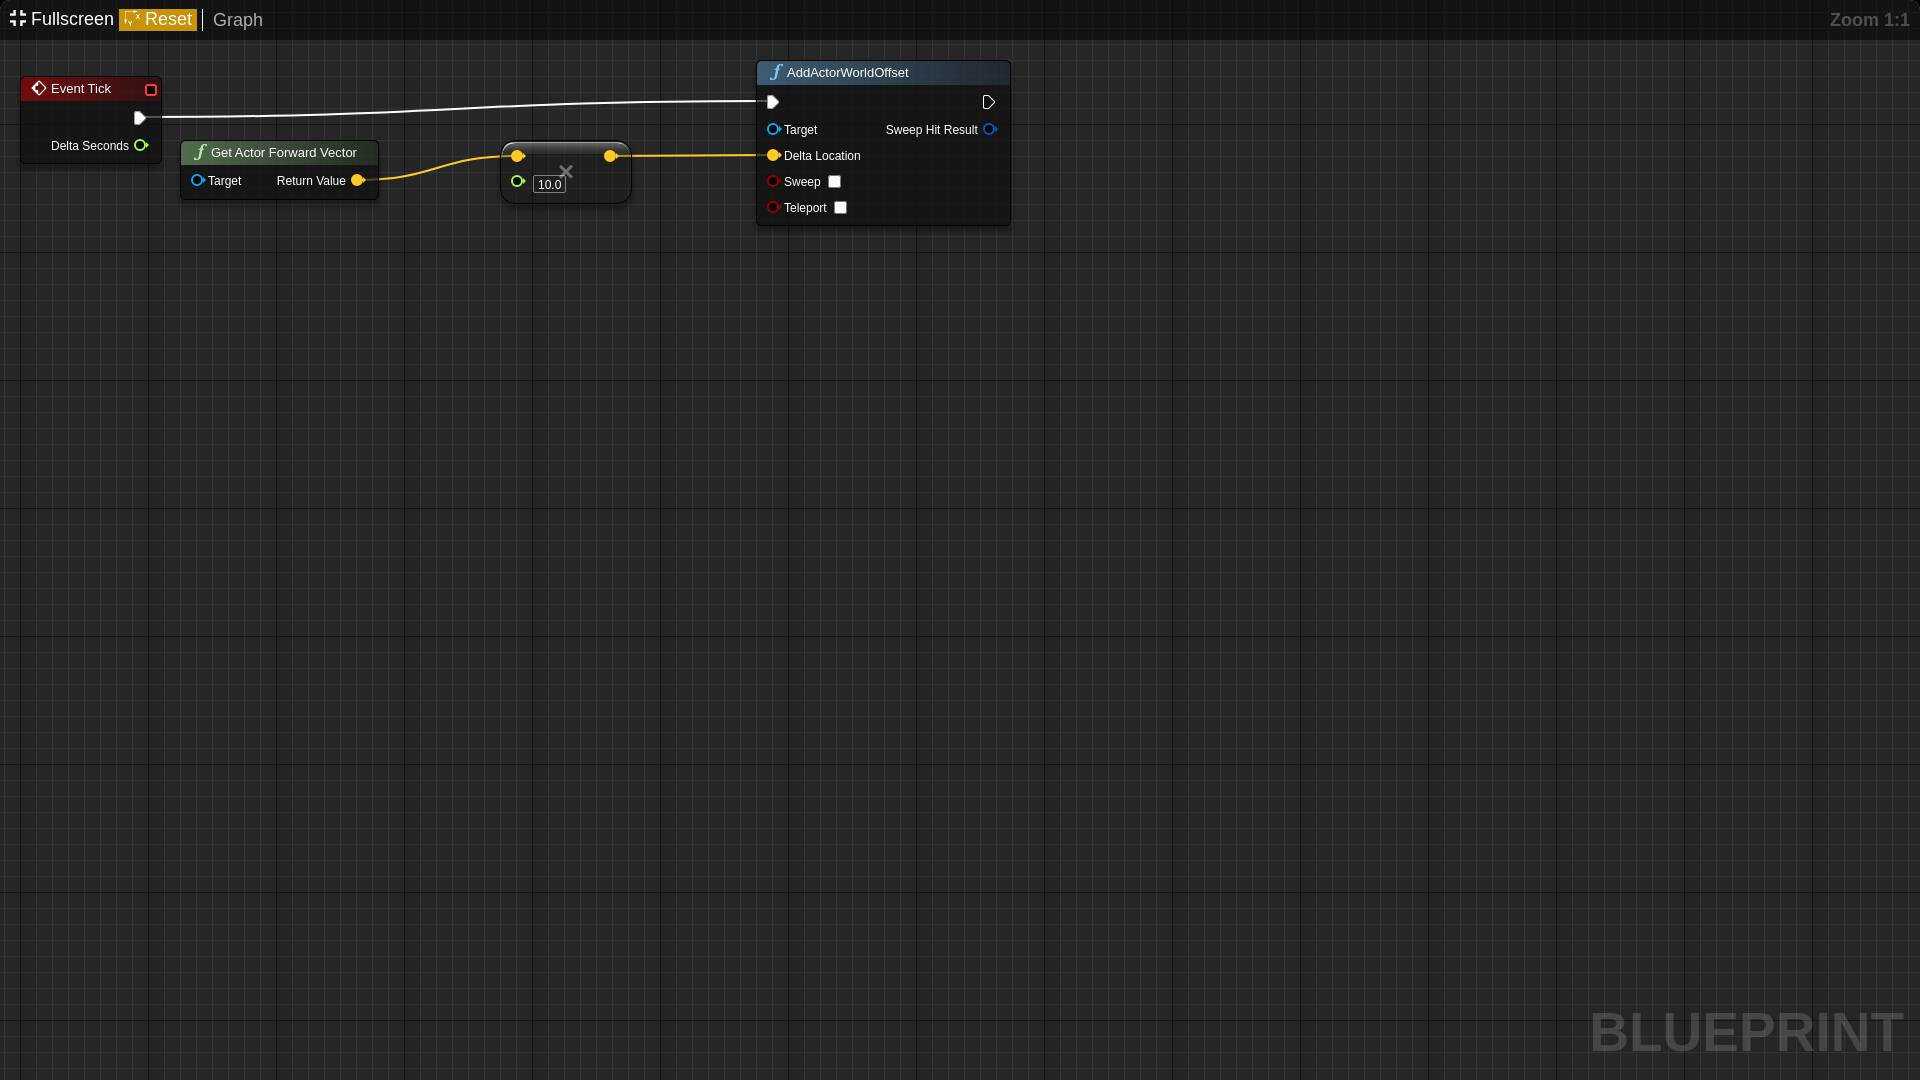 Fullscreen Reset Graph
Zoom 1:1
Event Tick
Delta Seconds
Get Actor Forward Vector
Target Return Value
10.0
AddActorWorldOffset
Target Sweep Hit Result
Delta Location
Sweep
Teleport
BLUEPRINT